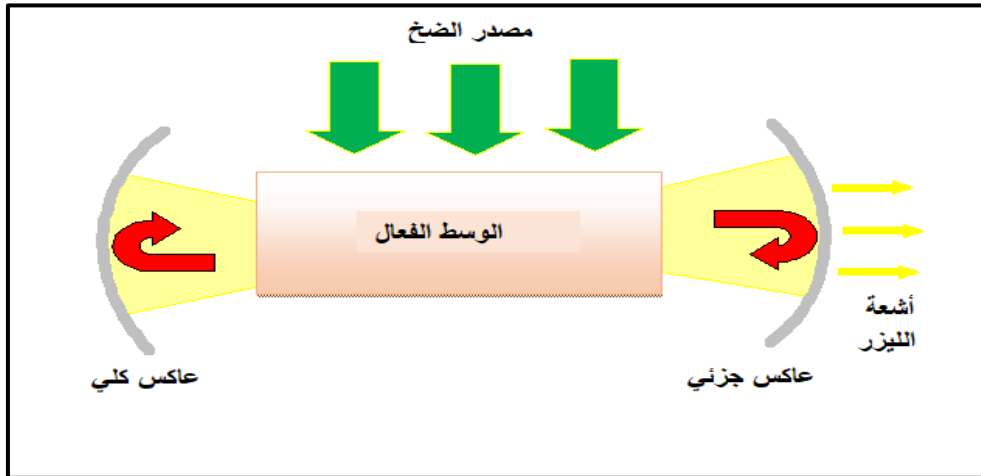 مصدر الضخ
الوسط الفعال
أشعة
الليزر
عاكس جزئي
عاكس كلي